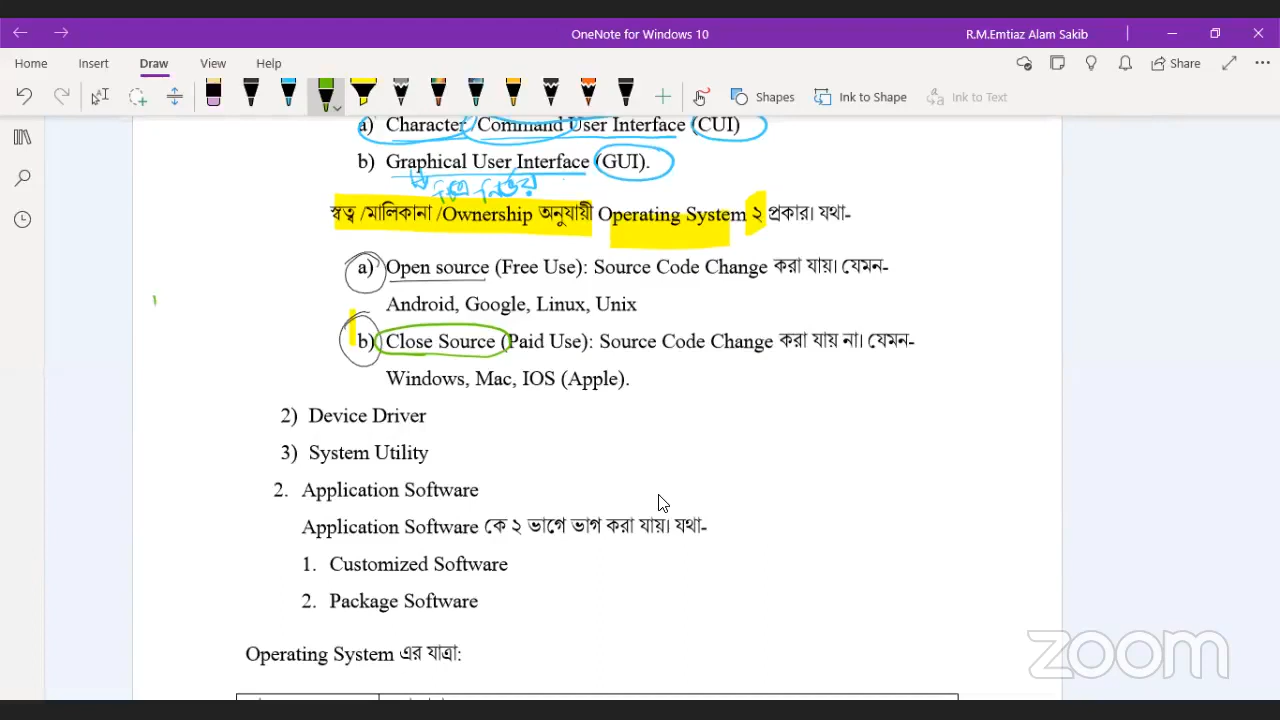 OneNote for Windows 10
R.M.Emtiaz Alam Sakib
Home Insert Draw View Help
Share
Shapes Ink to Shape Ink to Text
a) Character /Command User Interface (CUI)
b) Graphical User Interface (GUI).
চিত্র নির্ভর
স্বত্ব /মালিকানা /Ownership অনুযায়ী Operating System ২ প্রকার। যথা-
a) Open source (Free Use): Source Code Change করা যায়। যেমন-
Android, Google, Linux, Unix
b) Close Source (Paid Use): Source Code Change করা যায় না। যেমন-
Windows, Mac, IOS (Apple).
2) Device Driver
3) System Utility
2. Application Software
Application Software কে ২ ভাগে ভাগ করা যায়। যথা-
1. Customized Software
2. Package Software
Operating System এর যাত্রা:
zoom